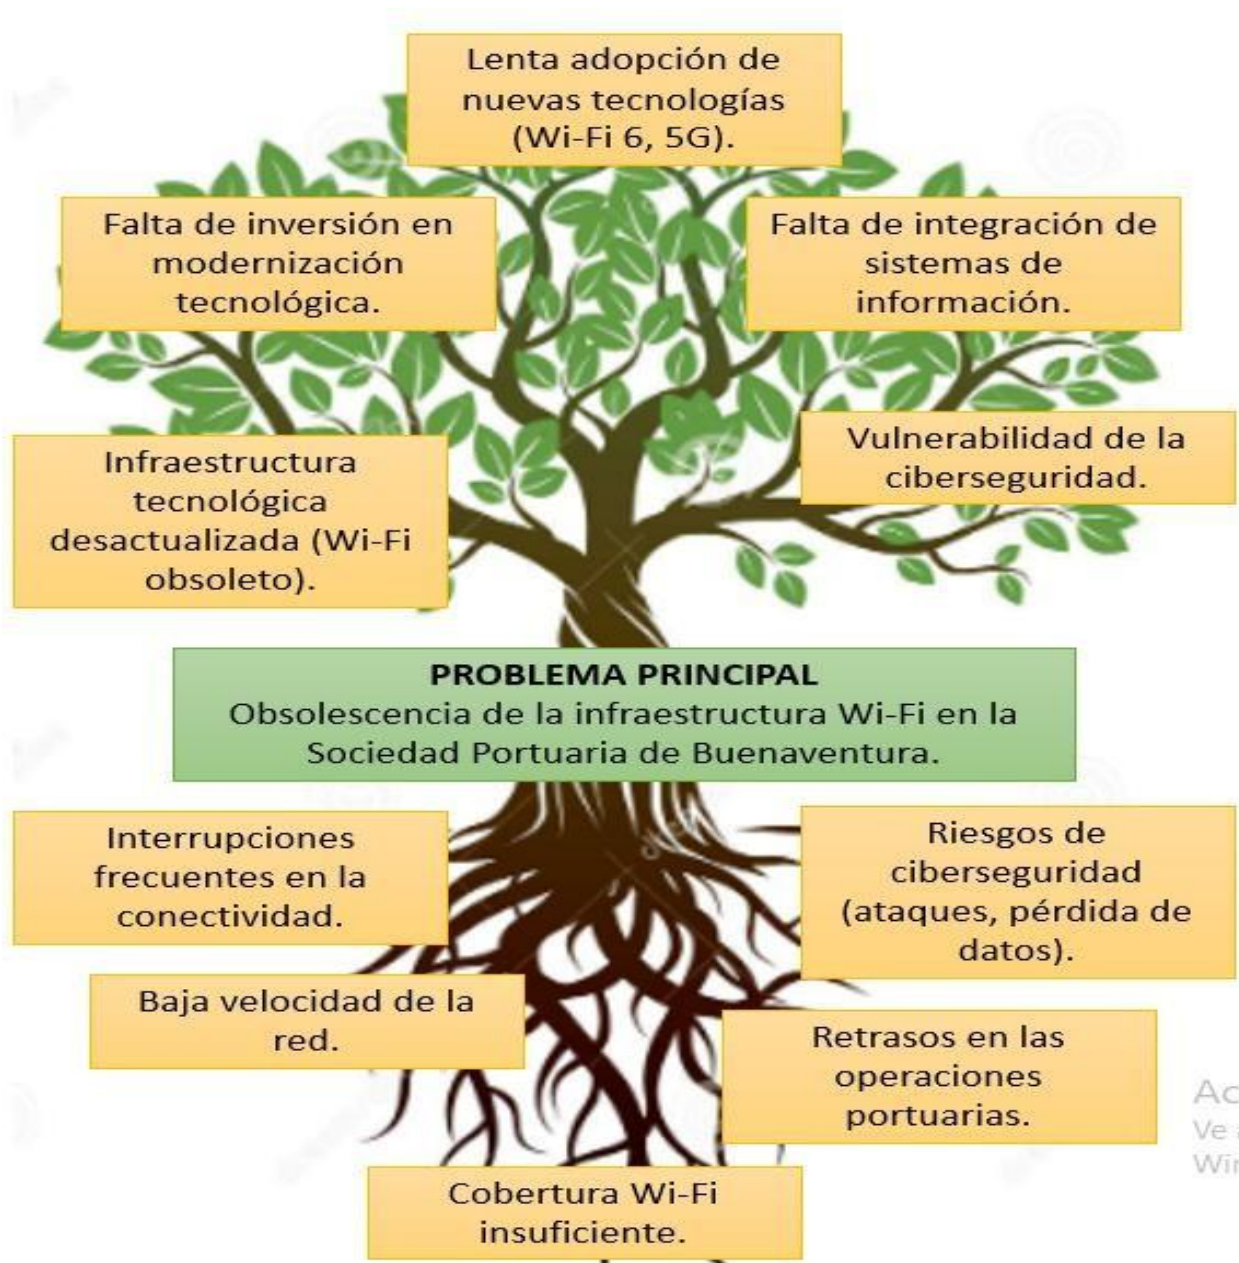 Lenta adopción de
nuevas tecnologías
(Wi-Fi 6, 5G).
Falta de inversión en
modernización
tecnológica.
Falta de integración de
sistemas de
información.
Infraestructura
tecnológica
desactualizada (Wi-Fi
obsoleto).
Vulnerabilidad de la
ciberseguridad.
PROBLEMA PRINCIPAL
Obsolescencia de la infraestructura Wi-Fi en la
Sociedad Portuaria de Buenaventura.
Interrupciones
frecuentes en la
conectividad.
Riesgos de
ciberseguridad
(ataques, pérdida de
datos).
Baja velocidad de la
red.
Retrasos en las
operaciones
portuarias.
Cobertura Wi-Fi
insuficiente.
Ve